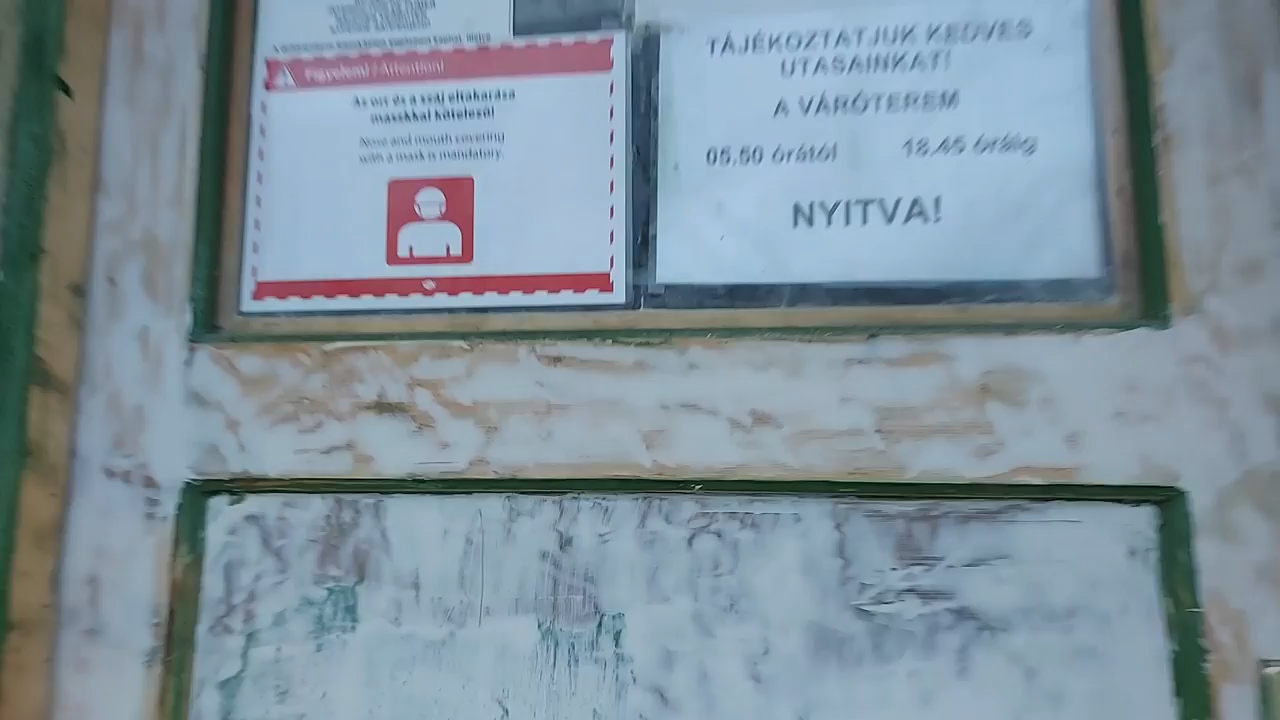 Figyelem! / Attention!
Az orr és a száj eltakarása
maszkkal kötelező!
Nose and mouth covering
with a mask is mandatory.
TÁJÉKOZTATJUK KEDVES
UTASAINKAT!
A VÁRÓTEREM
05.50 órától 18.45 óráig
NYITVA!